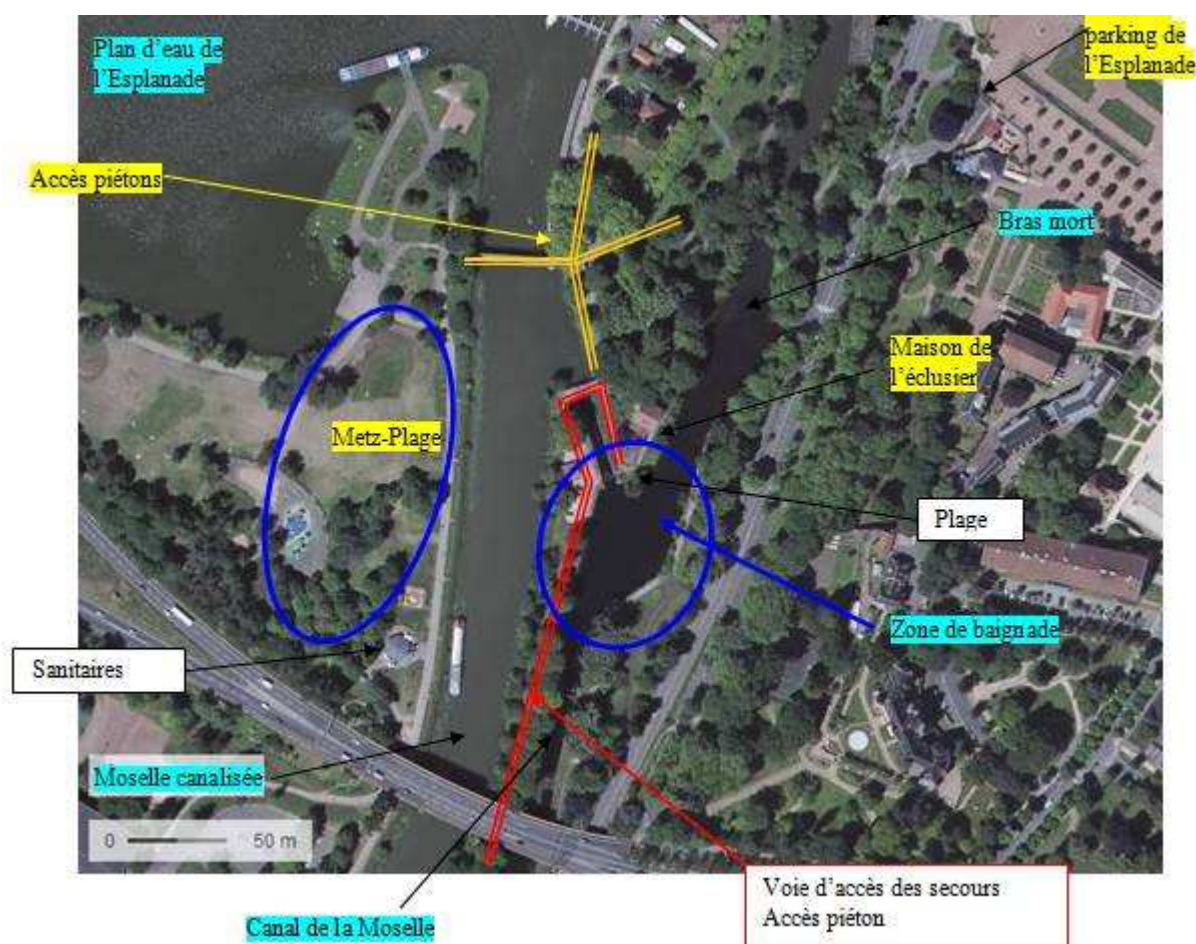 Plan d'eau de
l'Esplanade
parking de
l'Esplanade
Accès piétons
Bras mort
Maison de
l'éclusier
Metz-Plage
Plage
Zone de baignade
Sanitaires
Moselle canalisée
0 50 m
Voie d'accès des secours
Accès piéton
Canal de la Moselle